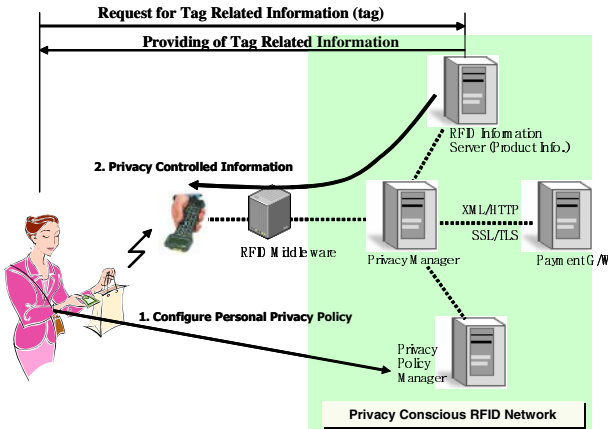 Request for Tag Related Information (tag)
Providing of Tag Related Information
RFID Information
Server (Product Info.)
2. Privacy Controlled Information
XML/HTTP
SSL/TLS
RFID Middleware
Privacy Manager
Payment G/W
1. Configure Personal Privacy Policy
Privacy
Policy
Manager
Privacy Conscious RFID Network